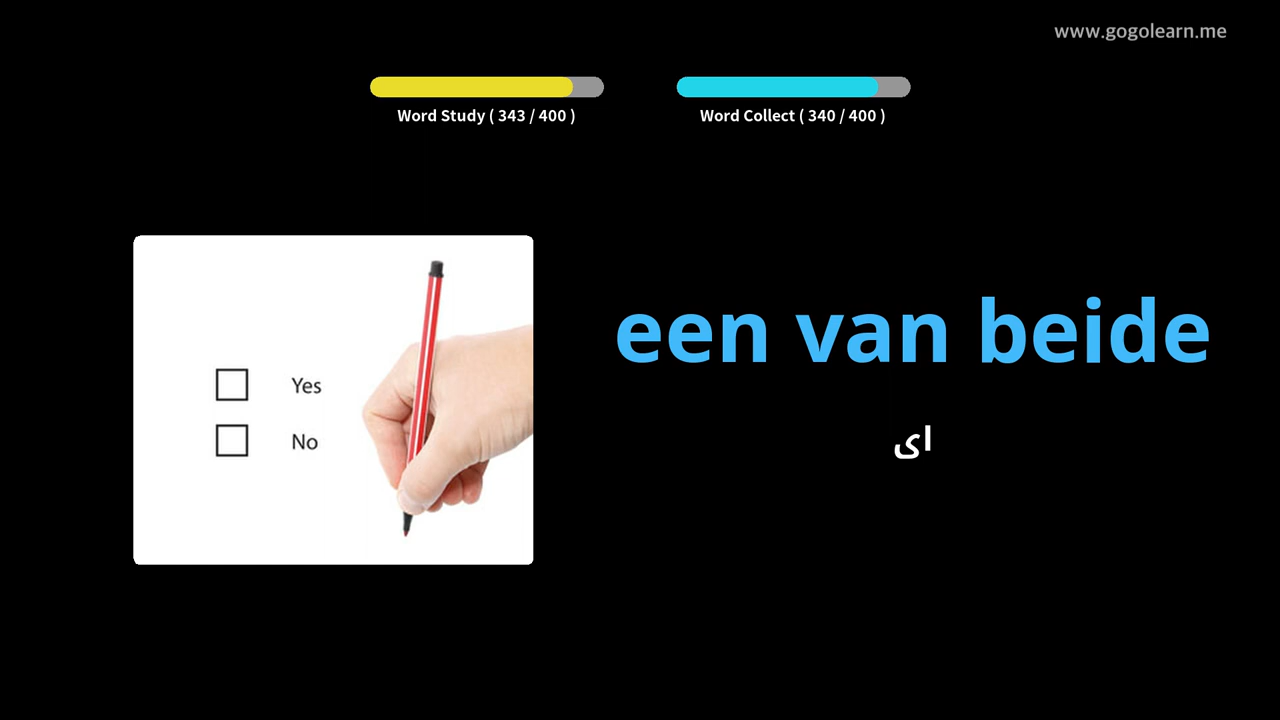 www.gogolearn.me
Word Study ( 343 / 400 )
Word Collect ( 340 / 400 )
Yes
No
een van beide
ای